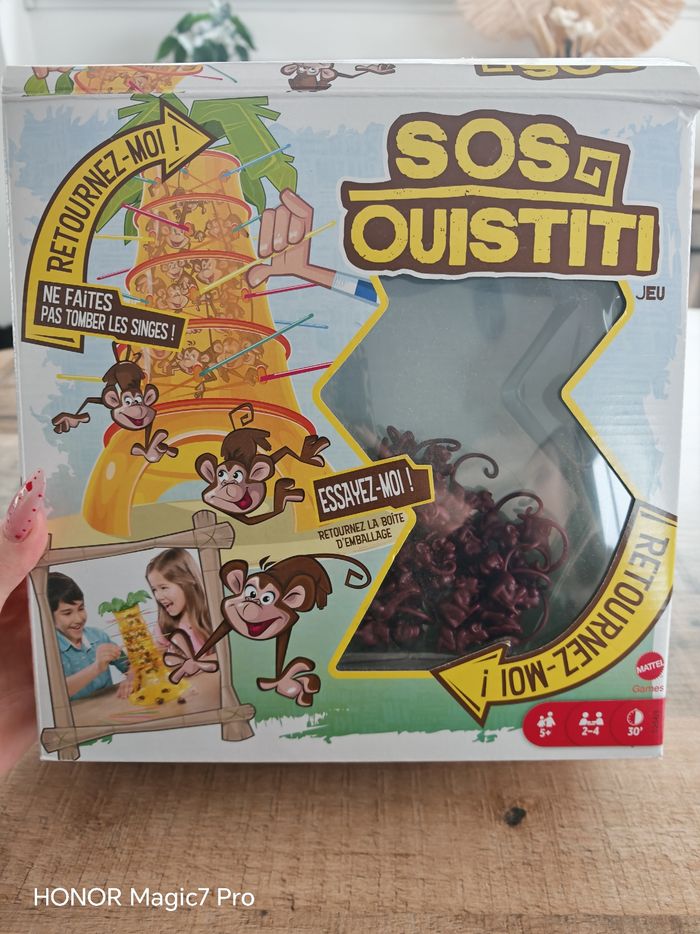 SOS
OUISTITI
JEU
RETOURNEZ-MOI !
NE FAITES
PAS TOMBER LES SINGES !
ESSAYEZ-MOI !
RETOURNEZ LA BOÎTE
D'EMBALLAGE
RETOURNEZ-MOI !
MATTEL
Games
5+
2-4
30'
HONOR Magic7 Pro